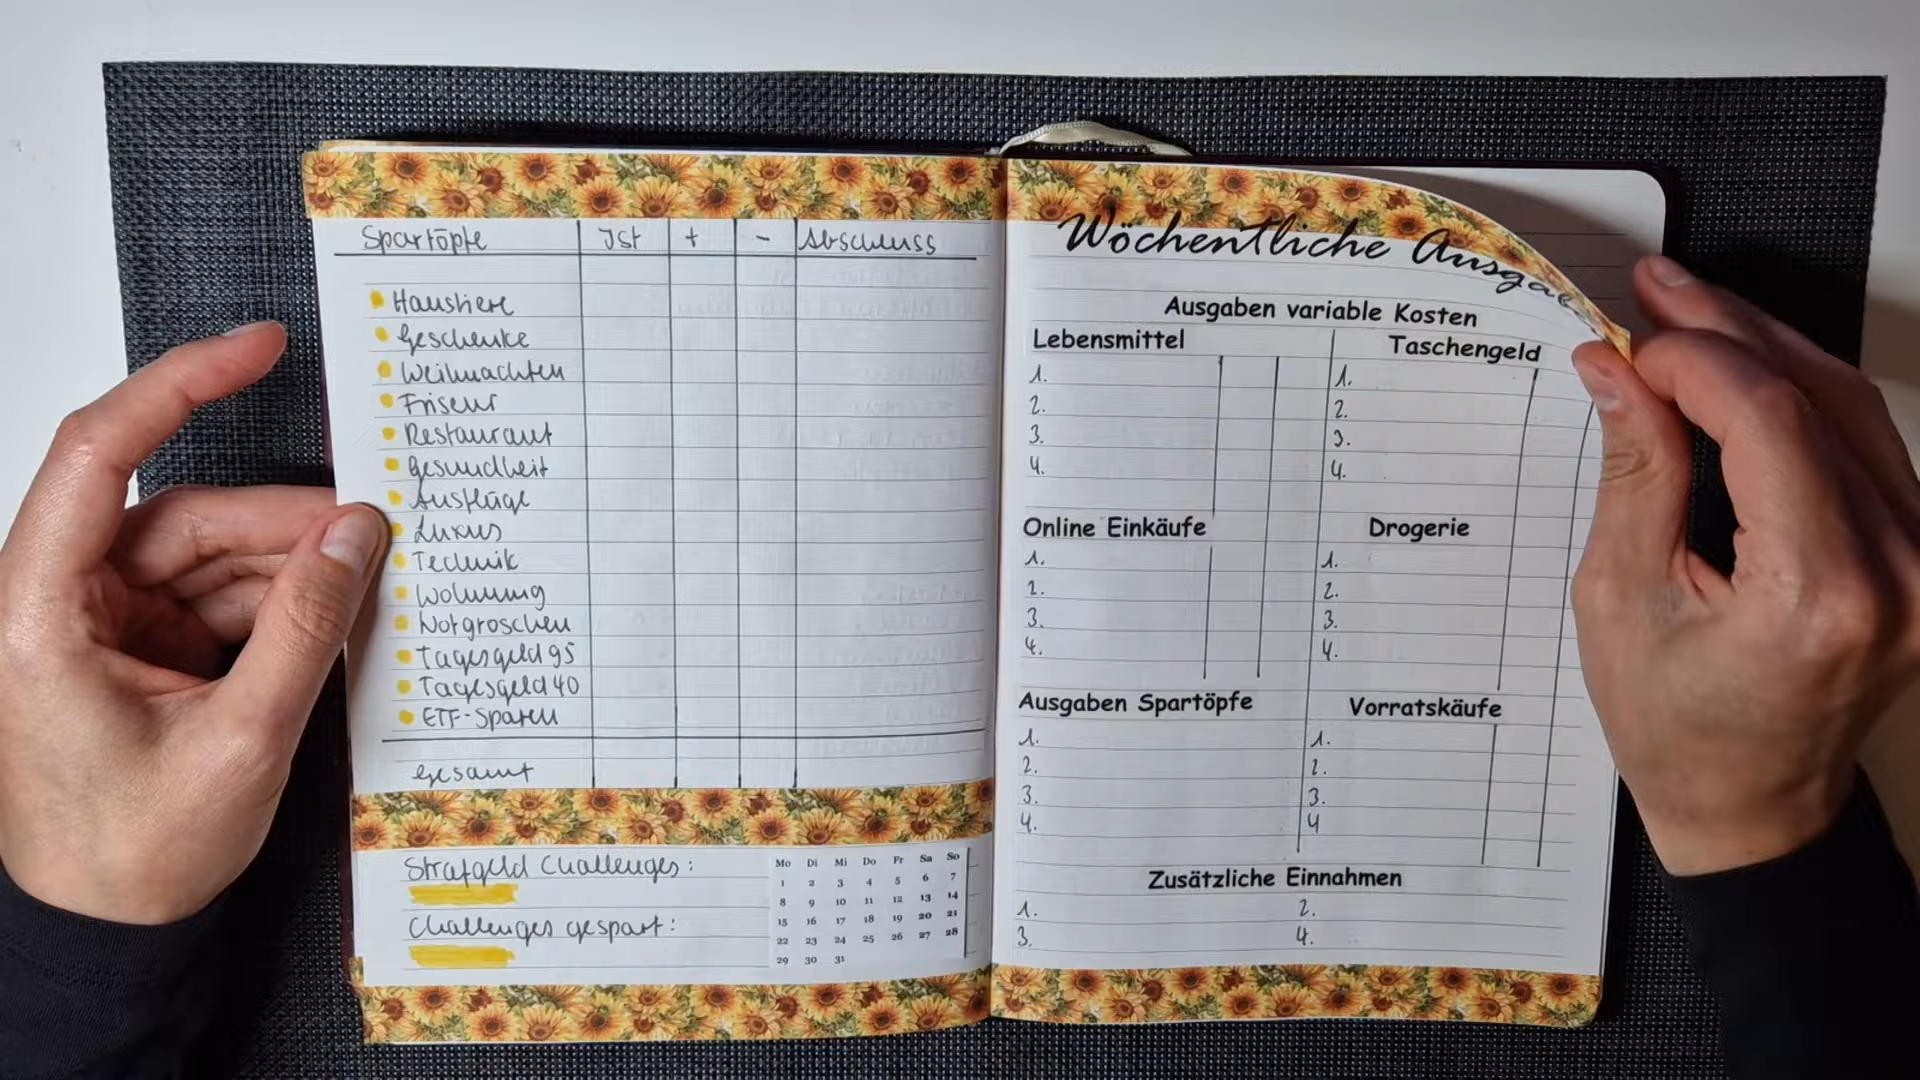 Spartöpfe Ist + - Abschluss
Haustiere
Geschenke
Weihnachten
Friseur
Restaurant
Gesundheit
Ausflüge
Luxus
Technik
Wohnung
Notgroschen
Tagesgeld 95
Tagesgeld 40
ETF-Sparen
Gesamt
Strafgeld Challenges:
Challenges gespart:
Mo Di Mi Do Fr Sa So
1 2 3 4 5 6 7
8 9 10 11 12 13 14
15 16 17 18 19 20 21
22 23 24 25 26 27 28
29 30 31
Wöchentliche Ausgab
Ausgaben variable Kosten
Lebensmittel Taschengeld
1. 1.
2. 2.
3. 3.
4. 4.
Online Einkäufe Drogerie
1. 1.
2. 2.
3. 3.
4. 4.
Ausgaben Spartöpfe Vorratskäufe
1. 1.
2. 2.
3. 3.
4. 4
Zusätzliche Einnahmen
1. 2.
3. 4.